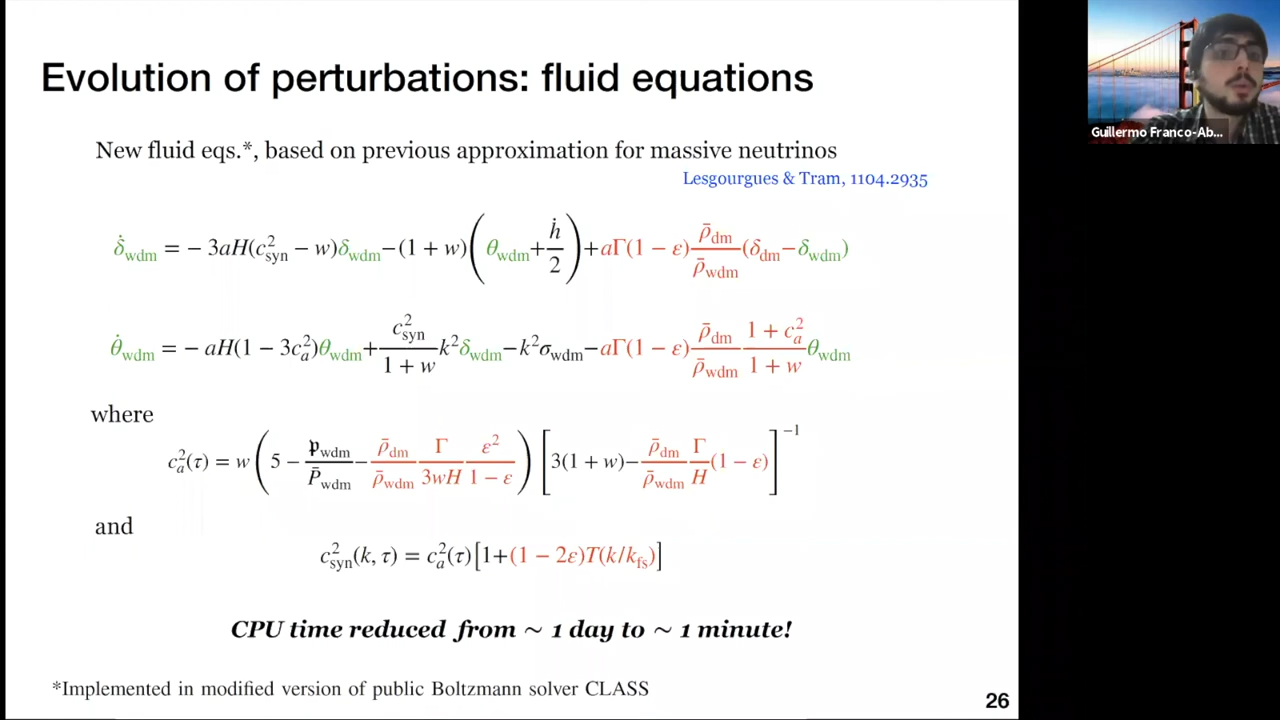 Evolution of perturbations: fluid equations
Guillermo Franco-Ab...
New fluid eqs.*, based on previous approximation for massive neutrinos
Lesgourgues & Tram, 1104.2935
δ̇_wdm = − 3aH(c²_syn − w)δ_wdm − (1 + w)(θ_wdm + ḣ/2) + aΓ(1 − ε) ρ̄_dm/ρ̄_wdm (δ_dm − δ_wdm)
θ̇_wdm = − aH(1 − 3c²_a)θ_wdm + c²_syn/(1 + w) k²δ_wdm − k²σ_wdm − aΓ(1 − ε) ρ̄_dm/ρ̄_wdm (1 + c²_a)/(1 + w) θ_wdm
where
c²_a(τ) = w(5 − 𝔭_wdm/P̄_wdm − ρ̄_dm/ρ̄_wdm Γ/3wH ε²/(1 − ε)) [3(1 + w) − ρ̄_dm/ρ̄_wdm Γ/H (1 − ε)]⁻¹
and
c²_syn(k, τ) = c²_a(τ)[1+(1 − 2ε)T(k/k_fs)]
CPU time reduced from ~ 1 day to ~ 1 minute!
*Implemented in modified version of public Boltzmann solver CLASS
26